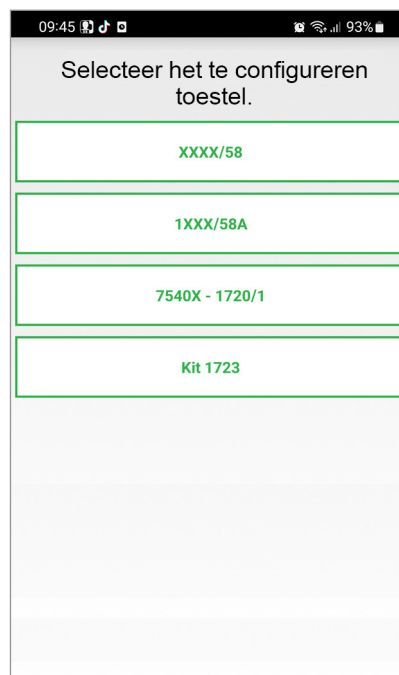 09:45 93%
Selecteer het te configureren
toestel.
XXXX/58
1XXX/58A
7540X - 1720/1
Kit 1723